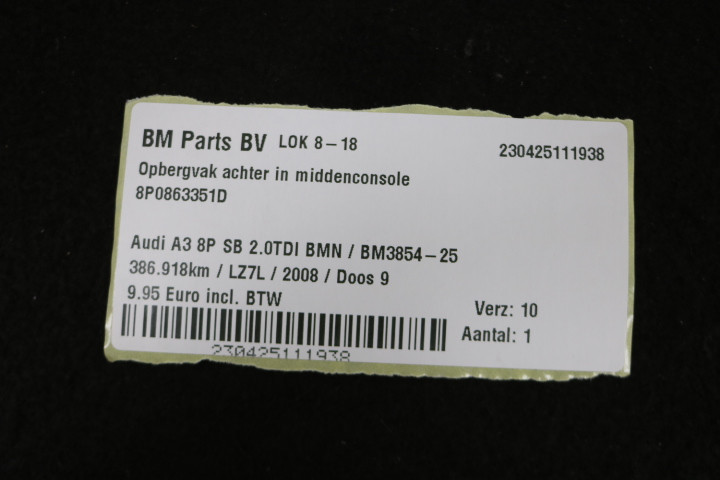 BM Parts BV LOK 8-18 230425111938
Opbergvak achter in middenconsole
8P0863351D
Audi A3 8P SB 2.0TDI BMN / BM3854-25
386.918km / LZ7L / 2008 / Doos 9
9.95 Euro incl. BTW
Verz: 10
Aantal: 1
230425111938